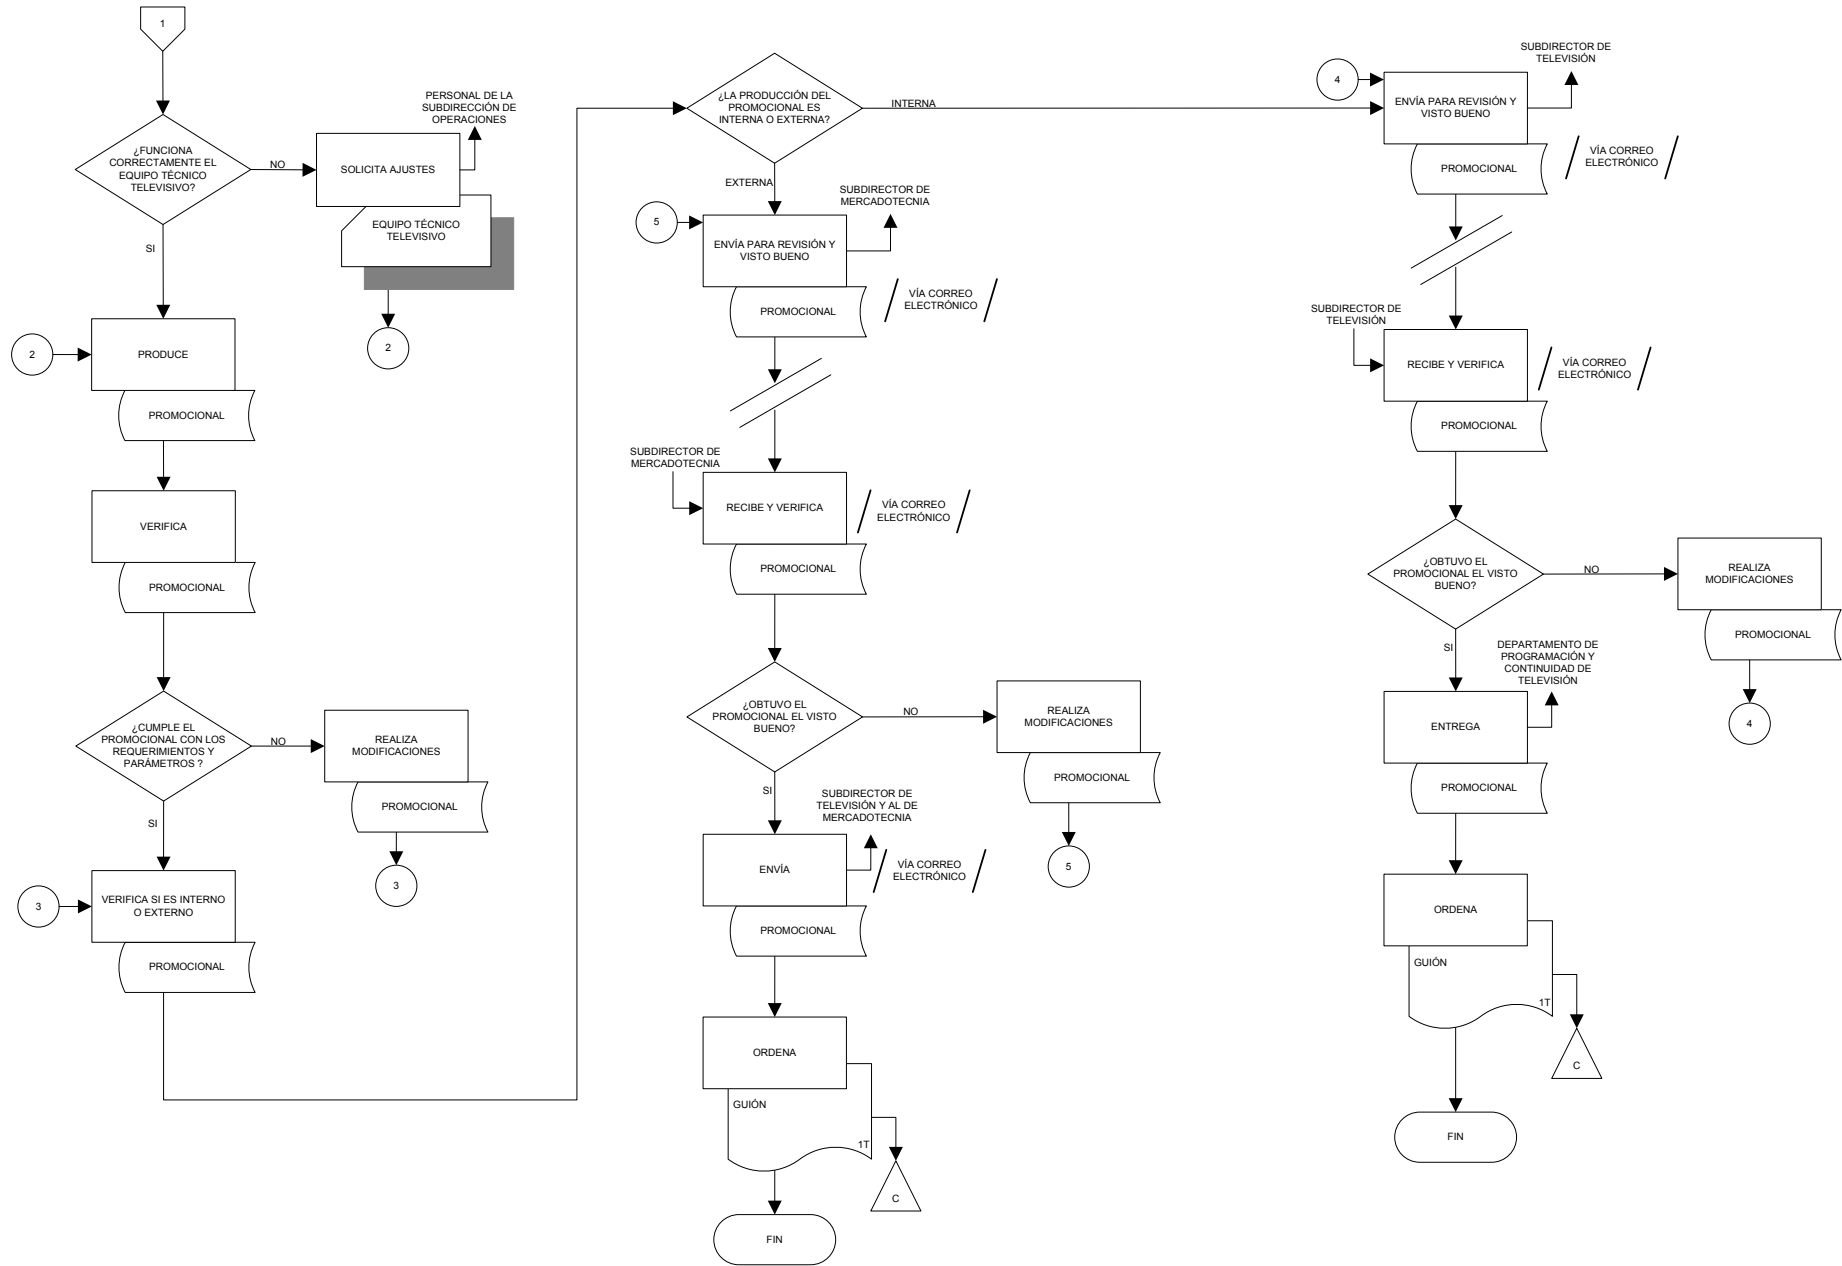 1
¿FUNCIONA
CORRECTAMENTE EL
EQUIPO TÉCNICO
TELEVISIVO?
NO
SI
SOLICITA AJUSTES
PERSONAL DE LA
SUBDIRECCIÓN DE
OPERACIONES
EQUIPO TÉCNICO
TELEVISIVO
2
2
PRODUCE
PROMOCIONAL
VERIFICA
PROMOCIONAL
¿CUMPLE EL
PROMOCIONAL CON LOS
REQUERIMIENTOS Y
PARÁMETROS ?
NO
SI
REALIZA
MODIFICACIONES
PROMOCIONAL
3
3
VERIFICA SI ES INTERNO
O EXTERNO
PROMOCIONAL
¿LA PRODUCCIÓN DEL
PROMOCIONAL ES
INTERNA O EXTERNA?
INTERNA
EXTERNA
SUBDIRECTOR DE
MERCADOTECNIA
5
ENVÍA PARA REVISIÓN Y
VISTO BUENO
PROMOCIONAL
VÍA CORREO
ELECTRÓNICO
SUBDIRECTOR DE
MERCADOTECNIA
RECIBE Y VERIFICA
PROMOCIONAL
VÍA CORREO
ELECTRÓNICO
¿OBTUVO EL
PROMOCIONAL EL VISTO
BUENO?
NO
SI
REALIZA
MODIFICACIONES
PROMOCIONAL
5
SUBDIRECTOR DE
TELEVISIÓN Y AL DE
MERCADOTECNIA
ENVÍA
PROMOCIONAL
VÍA CORREO
ELECTRÓNICO
ORDENA
GUIÓN
1T
C
FIN
SUBDIRECTOR DE
TELEVISIÓN
4
ENVÍA PARA REVISIÓN Y
VISTO BUENO
PROMOCIONAL
VÍA CORREO
ELECTRÓNICO
SUBDIRECTOR DE
TELEVISIÓN
RECIBE Y VERIFICA
PROMOCIONAL
VÍA CORREO
ELECTRÓNICO
¿OBTUVO EL
PROMOCIONAL EL VISTO
BUENO?
NO
SI
REALIZA
MODIFICACIONES
PROMOCIONAL
4
DEPARTAMENTO DE
PROGRAMACIÓN Y
CONTINUIDAD DE
TELEVISIÓN
ENTREGA
PROMOCIONAL
ORDENA
GUIÓN
1T
C
FIN